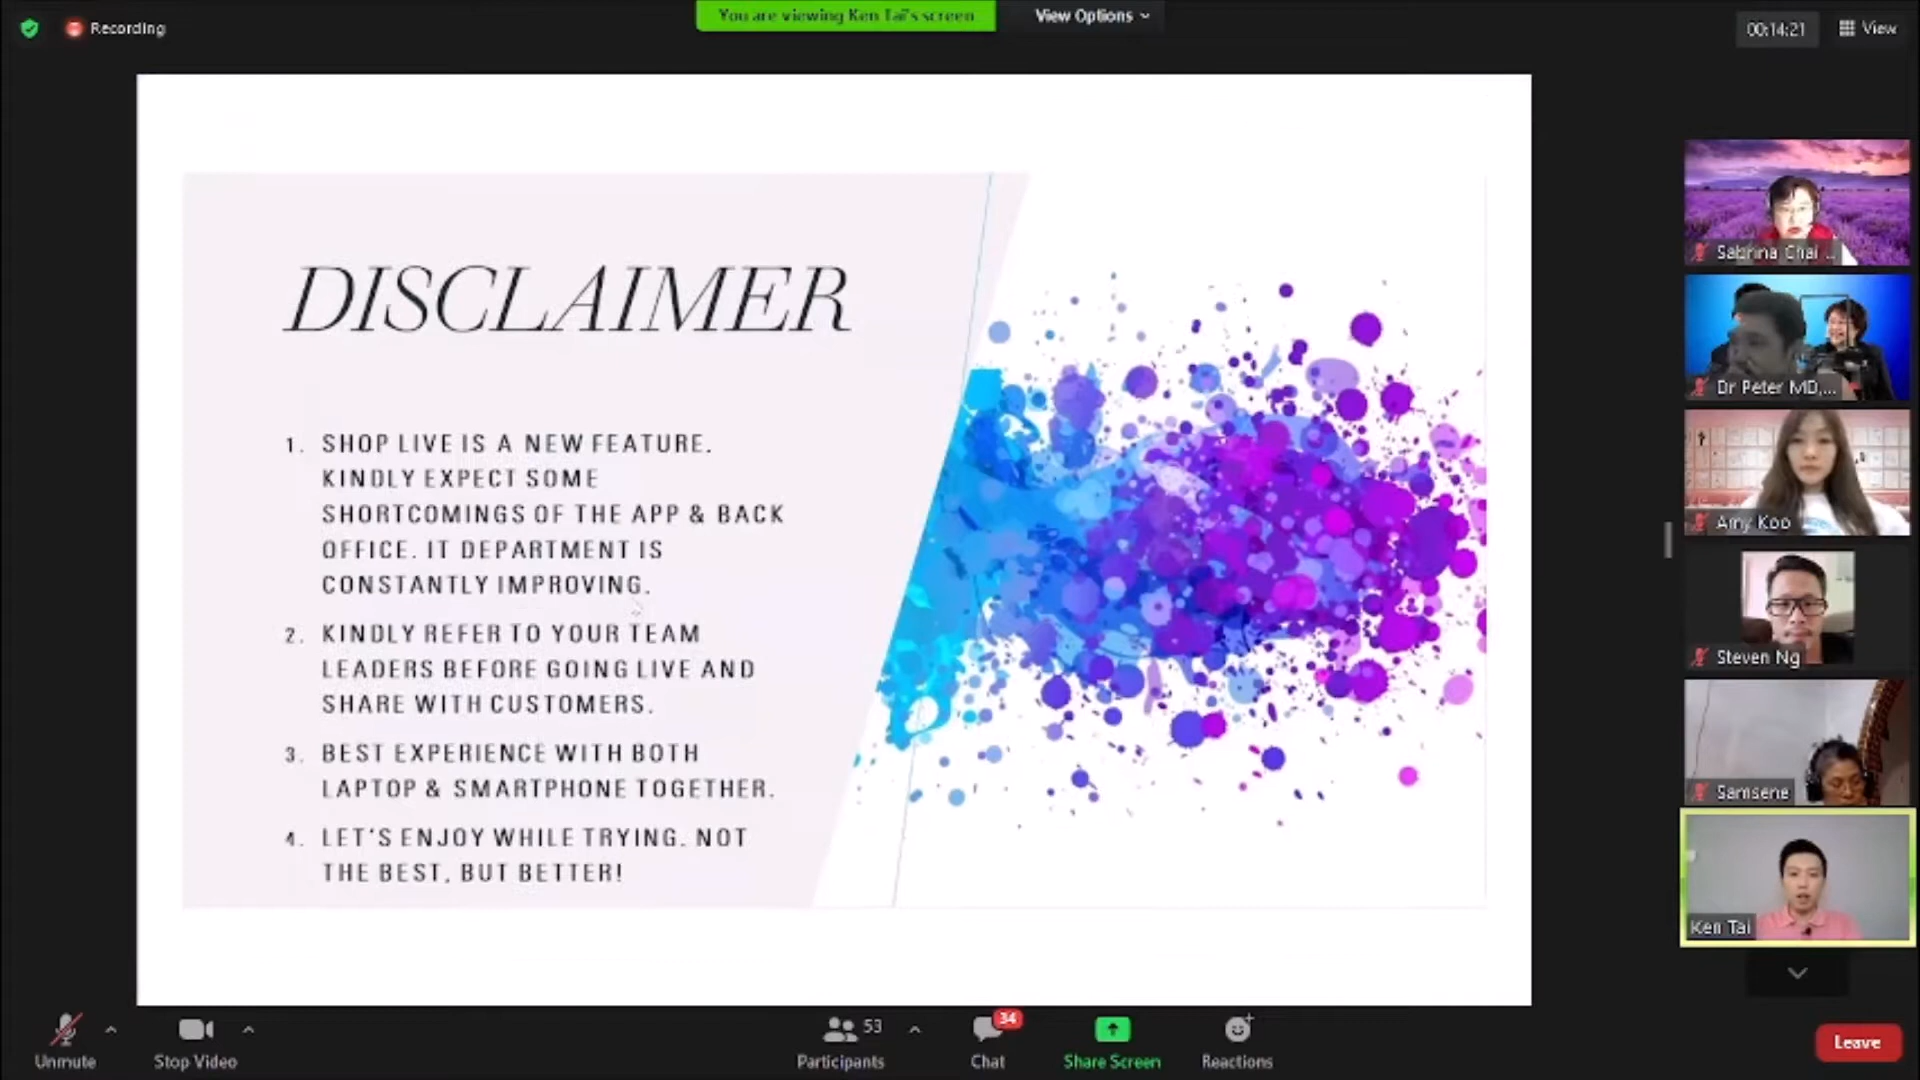 Recording
You are viewing Ken Tai's screen
View Options
00:14:21
View
DISCLAIMER
1. SHOP LIVE IS A NEW FEATURE.
KINDLY EXPECT SOME
SHORTCOMINGS OF THE APP & BACK
OFFICE. IT DEPARTMENT IS
CONSTANTLY IMPROVING.
2. KINDLY REFER TO YOUR TEAM
LEADERS BEFORE GOING LIVE AND
SHARE WITH CUSTOMERS.
3. BEST EXPERIENCE WITH BOTH
LAPTOP & SMARTPHONE TOGETHER.
4. LET'S ENJOY WHILE TRYING. NOT
THE BEST, BUT BETTER!
Sabrina Chai ...
Dr Peter MD,...
Amy Koo
Steven Ng
Samsene
Ken Tai
Unmute
Stop Video
53
Participants
34
Chat
Share Screen
Reactions
Leave